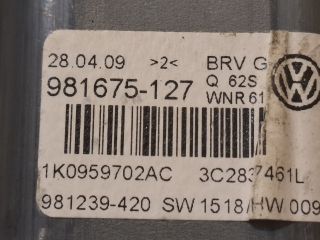 28.04.09 >2< BRV G
981675-127 Q 62S
WNR 61
1K0959702AC 3C2837461L
981239-420 SW 1518/HW 009